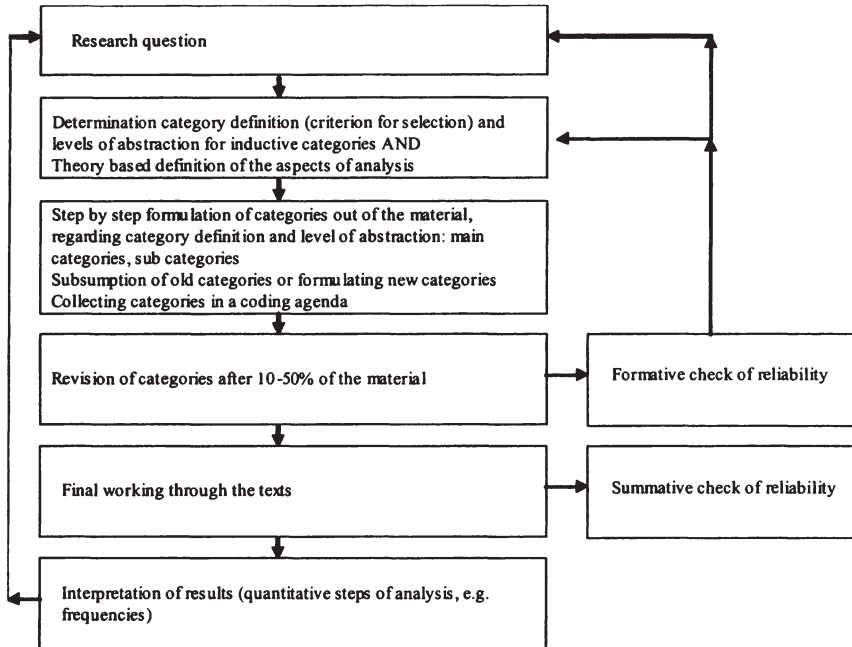 Research question
Determination category definition (criterion for selection) and
levels of abstraction for inductive categories AND
Theory based definition of the aspects of analysis
Step by step formulation of categories out of the material,
regarding category definition and level of abstraction: main
categories, sub categories
Subsumption of old categories or formulating new categories
Collecting categories in a coding agenda
Revision of categories after 10-50% of the material
Formative check of reliability
Final working through the texts
Summative check of reliability
Interpretation of results (quantitative steps of analysis, e.g.
frequencies)